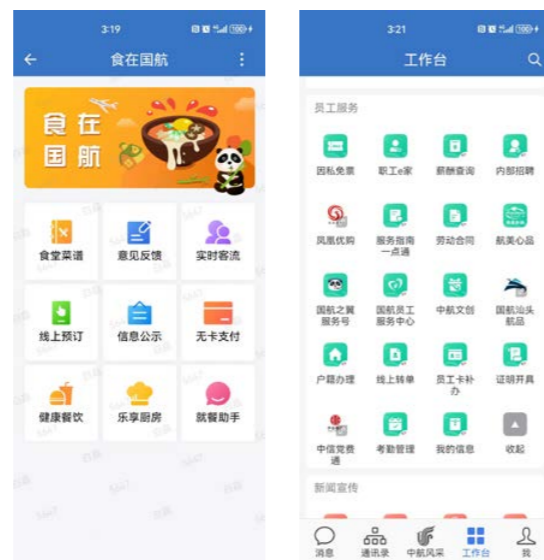 3:19
100
食在国航
食在
国航
食堂菜谱
意见反馈
实时客流
线上预订
信息公示
无卡支付
健康餐饮
乐享厨房
就餐助手
3:21
100
工作台
员工服务
因私免票
职工e家
薪酬查询
内部招聘
凤凰优购
服务指南
一点通
劳动合同
航美心品
国航之翼
服务号
国航员工
服务中心
中航文创
国航汕头
航品
户籍办理
线上转单
员工卡补
办
证明开具
中信党费
通
考勤管理
我的信息
收起
新闻宣传
消息
通讯录
中航风采
工作台
我